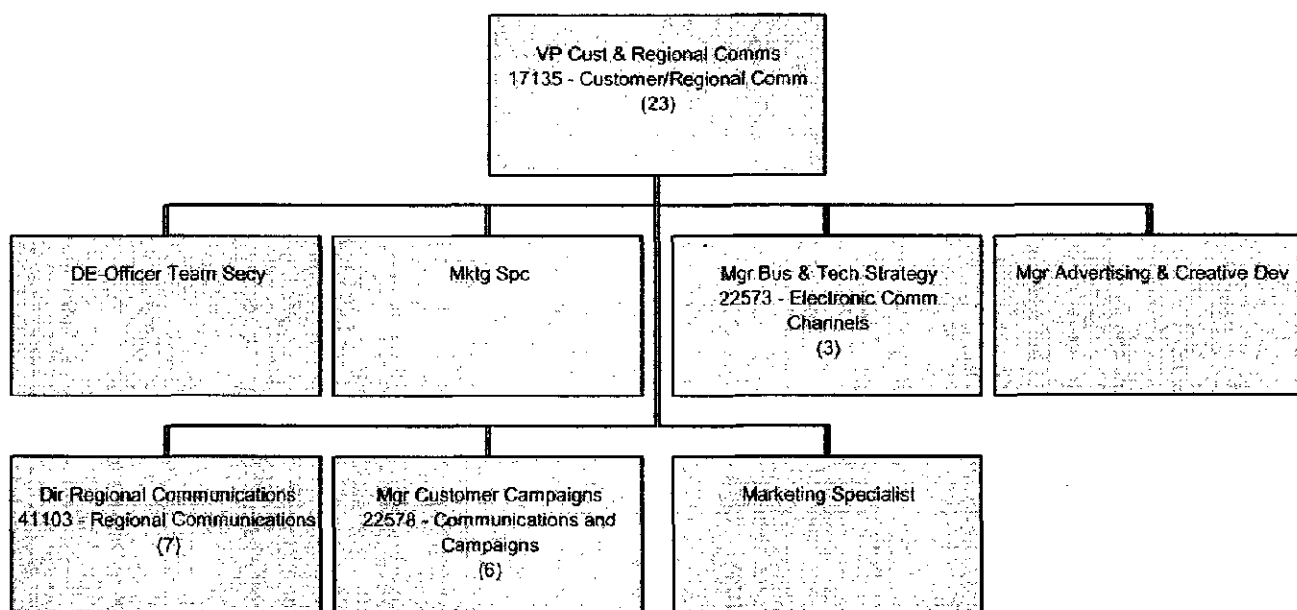 VP Cust & Regional Comms
17135 - Customer/Regional Comm
(23)
DE-Officer Team Secy
Mktg Spc
Mgr Bus & Tech Strategy
22573 - Electronic Comm
Channels
(3)
Mgr Advertising & Creative Dev
Dir Regional Communications
41103 - Regional Communications
(7)
Mgr Customer Campaigns
22578 - Communications and
Campaigns
(6)
Marketing Specialist